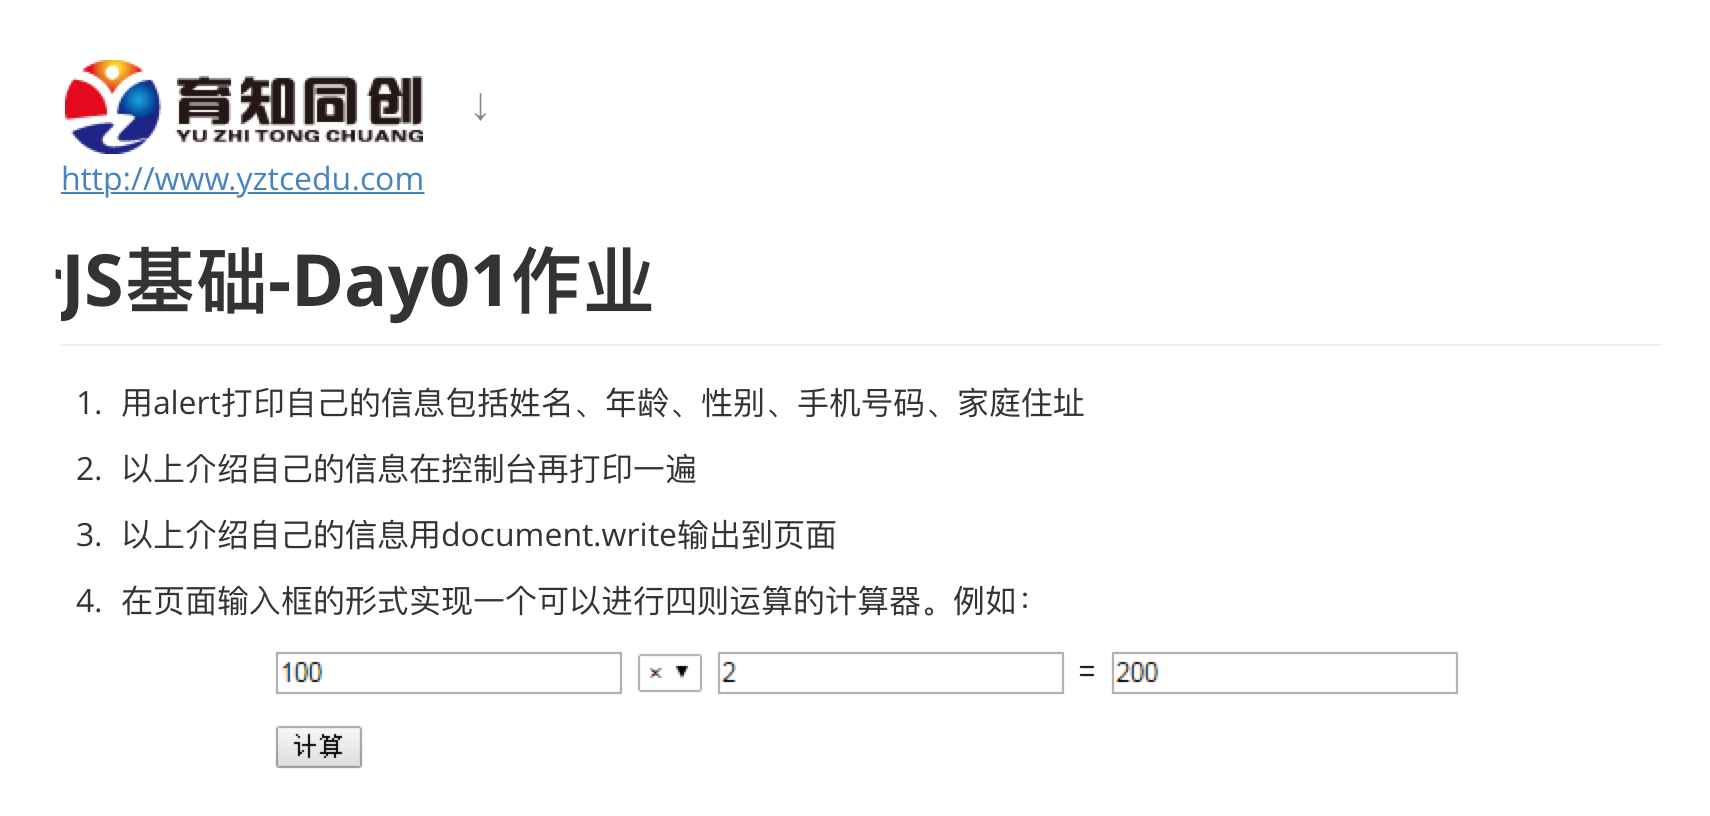 育知同创
YU ZHI TONG CHUANG
↓
http://www.yztcedu.com
JS基础-Day01作业
1. 用alert打印自己的信息包括姓名、年龄、性别、手机号码、家庭住址
2. 以上介绍自己的信息在控制台再打印一遍
3. 以上介绍自己的信息用document.write输出到页面
4. 在页面输入框的形式实现一个可以进行四则运算的计算器。例如：
100 × ▼ 2 = 200
计算